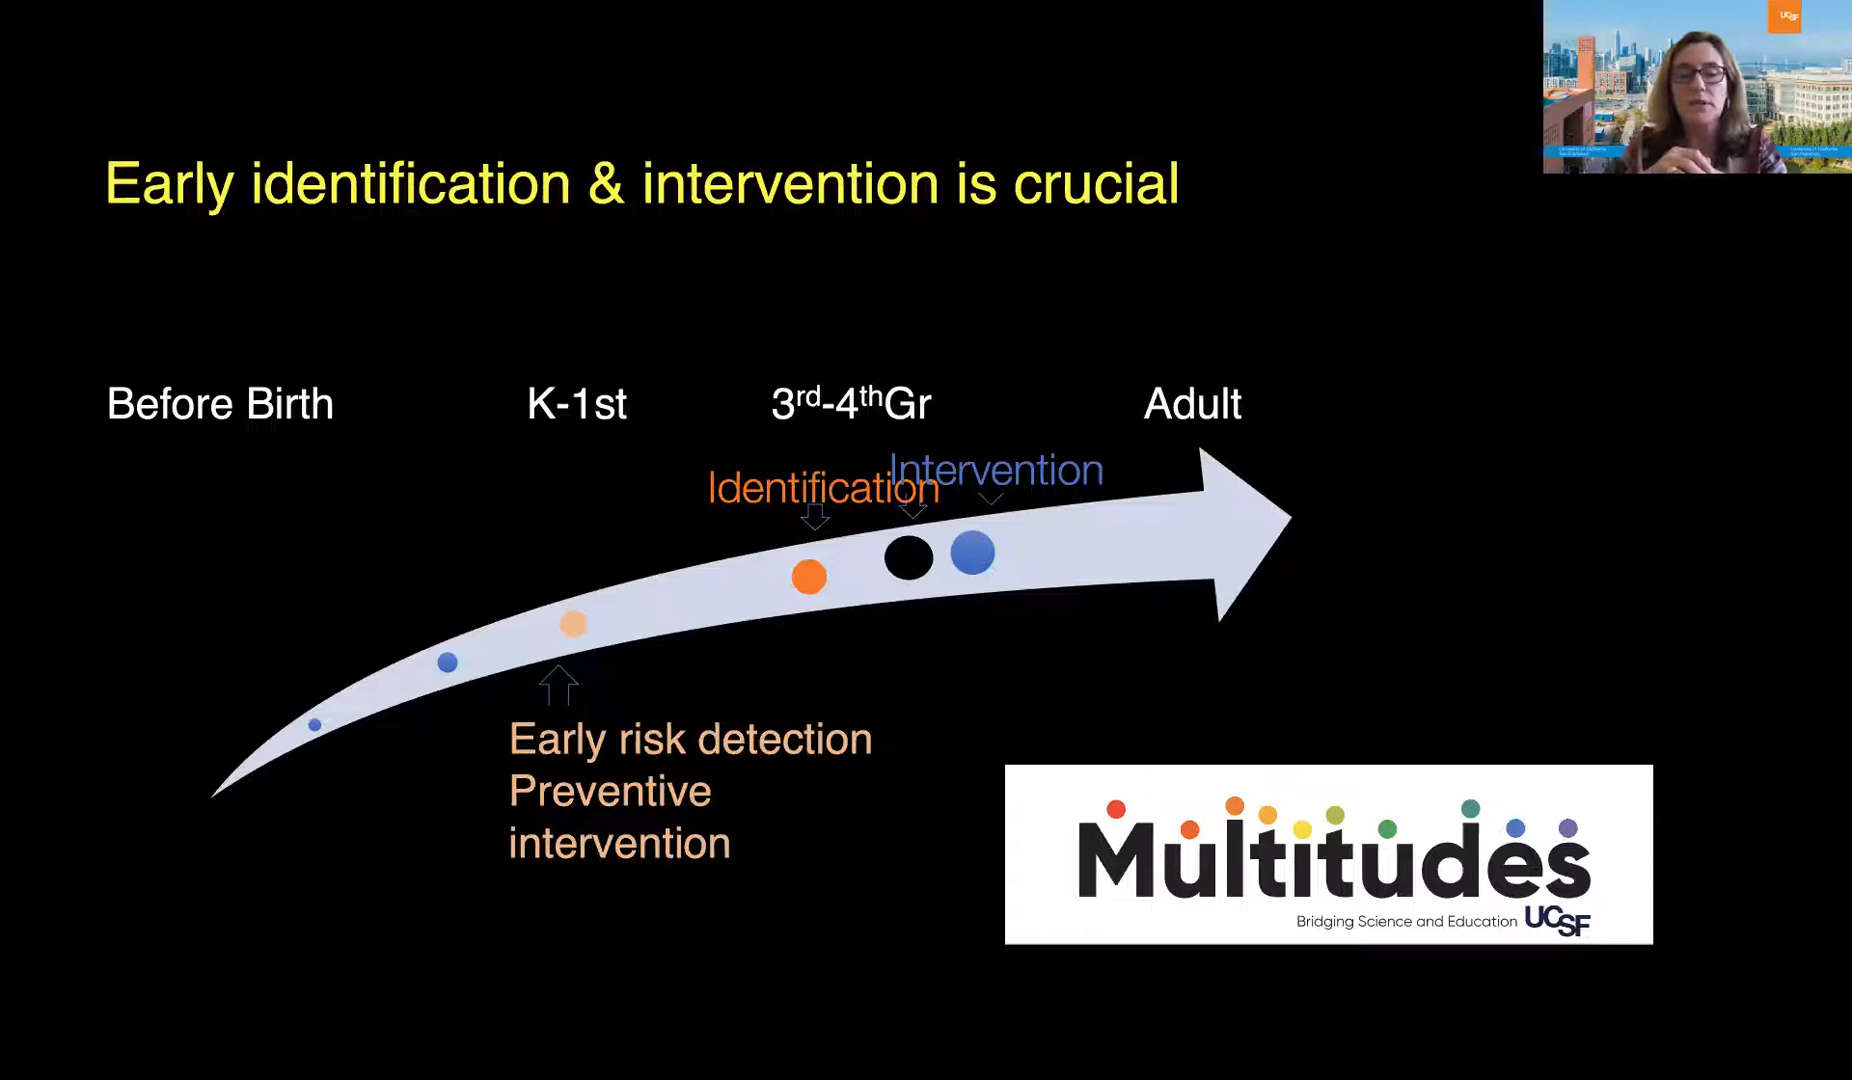 UCSF
Early identification & intervention is crucial
Before Birth
K-1st
3rd-4thGr
Adult
Identification
Intervention
Early risk detection
Preventive
intervention
Multitudes
Bridging Science and Education UCSF